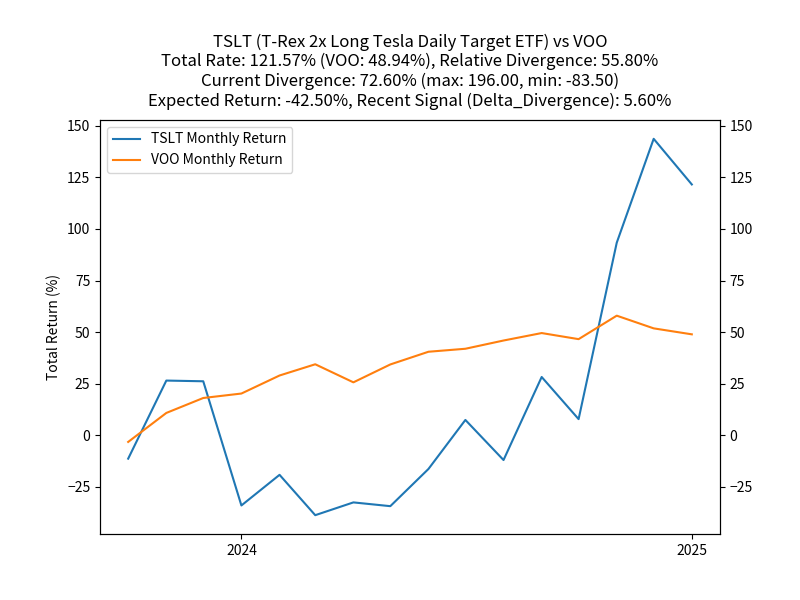 TSLT (T-Rex 2x Long Tesla Daily Target ETF) vs VOO
Total Rate: 121.57% (VOO: 48.94%), Relative Divergence: 55.80%
Current Divergence: 72.60% (max: 196.00, min: -83.50)
Expected Return: -42.50%, Recent Signal (Delta_Divergence): 5.60%
TSLT Monthly Return
VOO Monthly Return
Total Return (%)
150
125
100
75
50
25
0
−25
150
125
100
75
50
25
0
−25
2024
2025